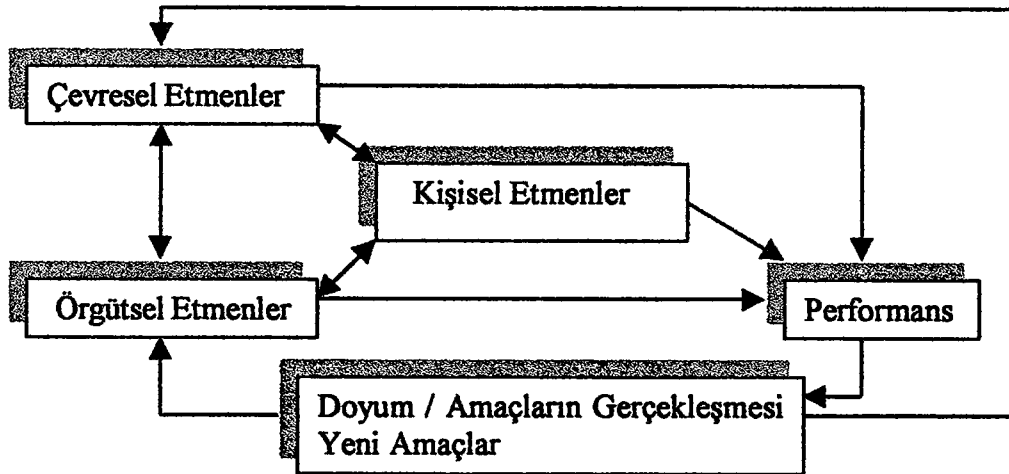 Çevresel Etmenler
Kişisel Etmenler
Örgütsel Etmenler
Performans
Doyum / Amaçların Gerçekleşmesi
Yeni Amaçlar